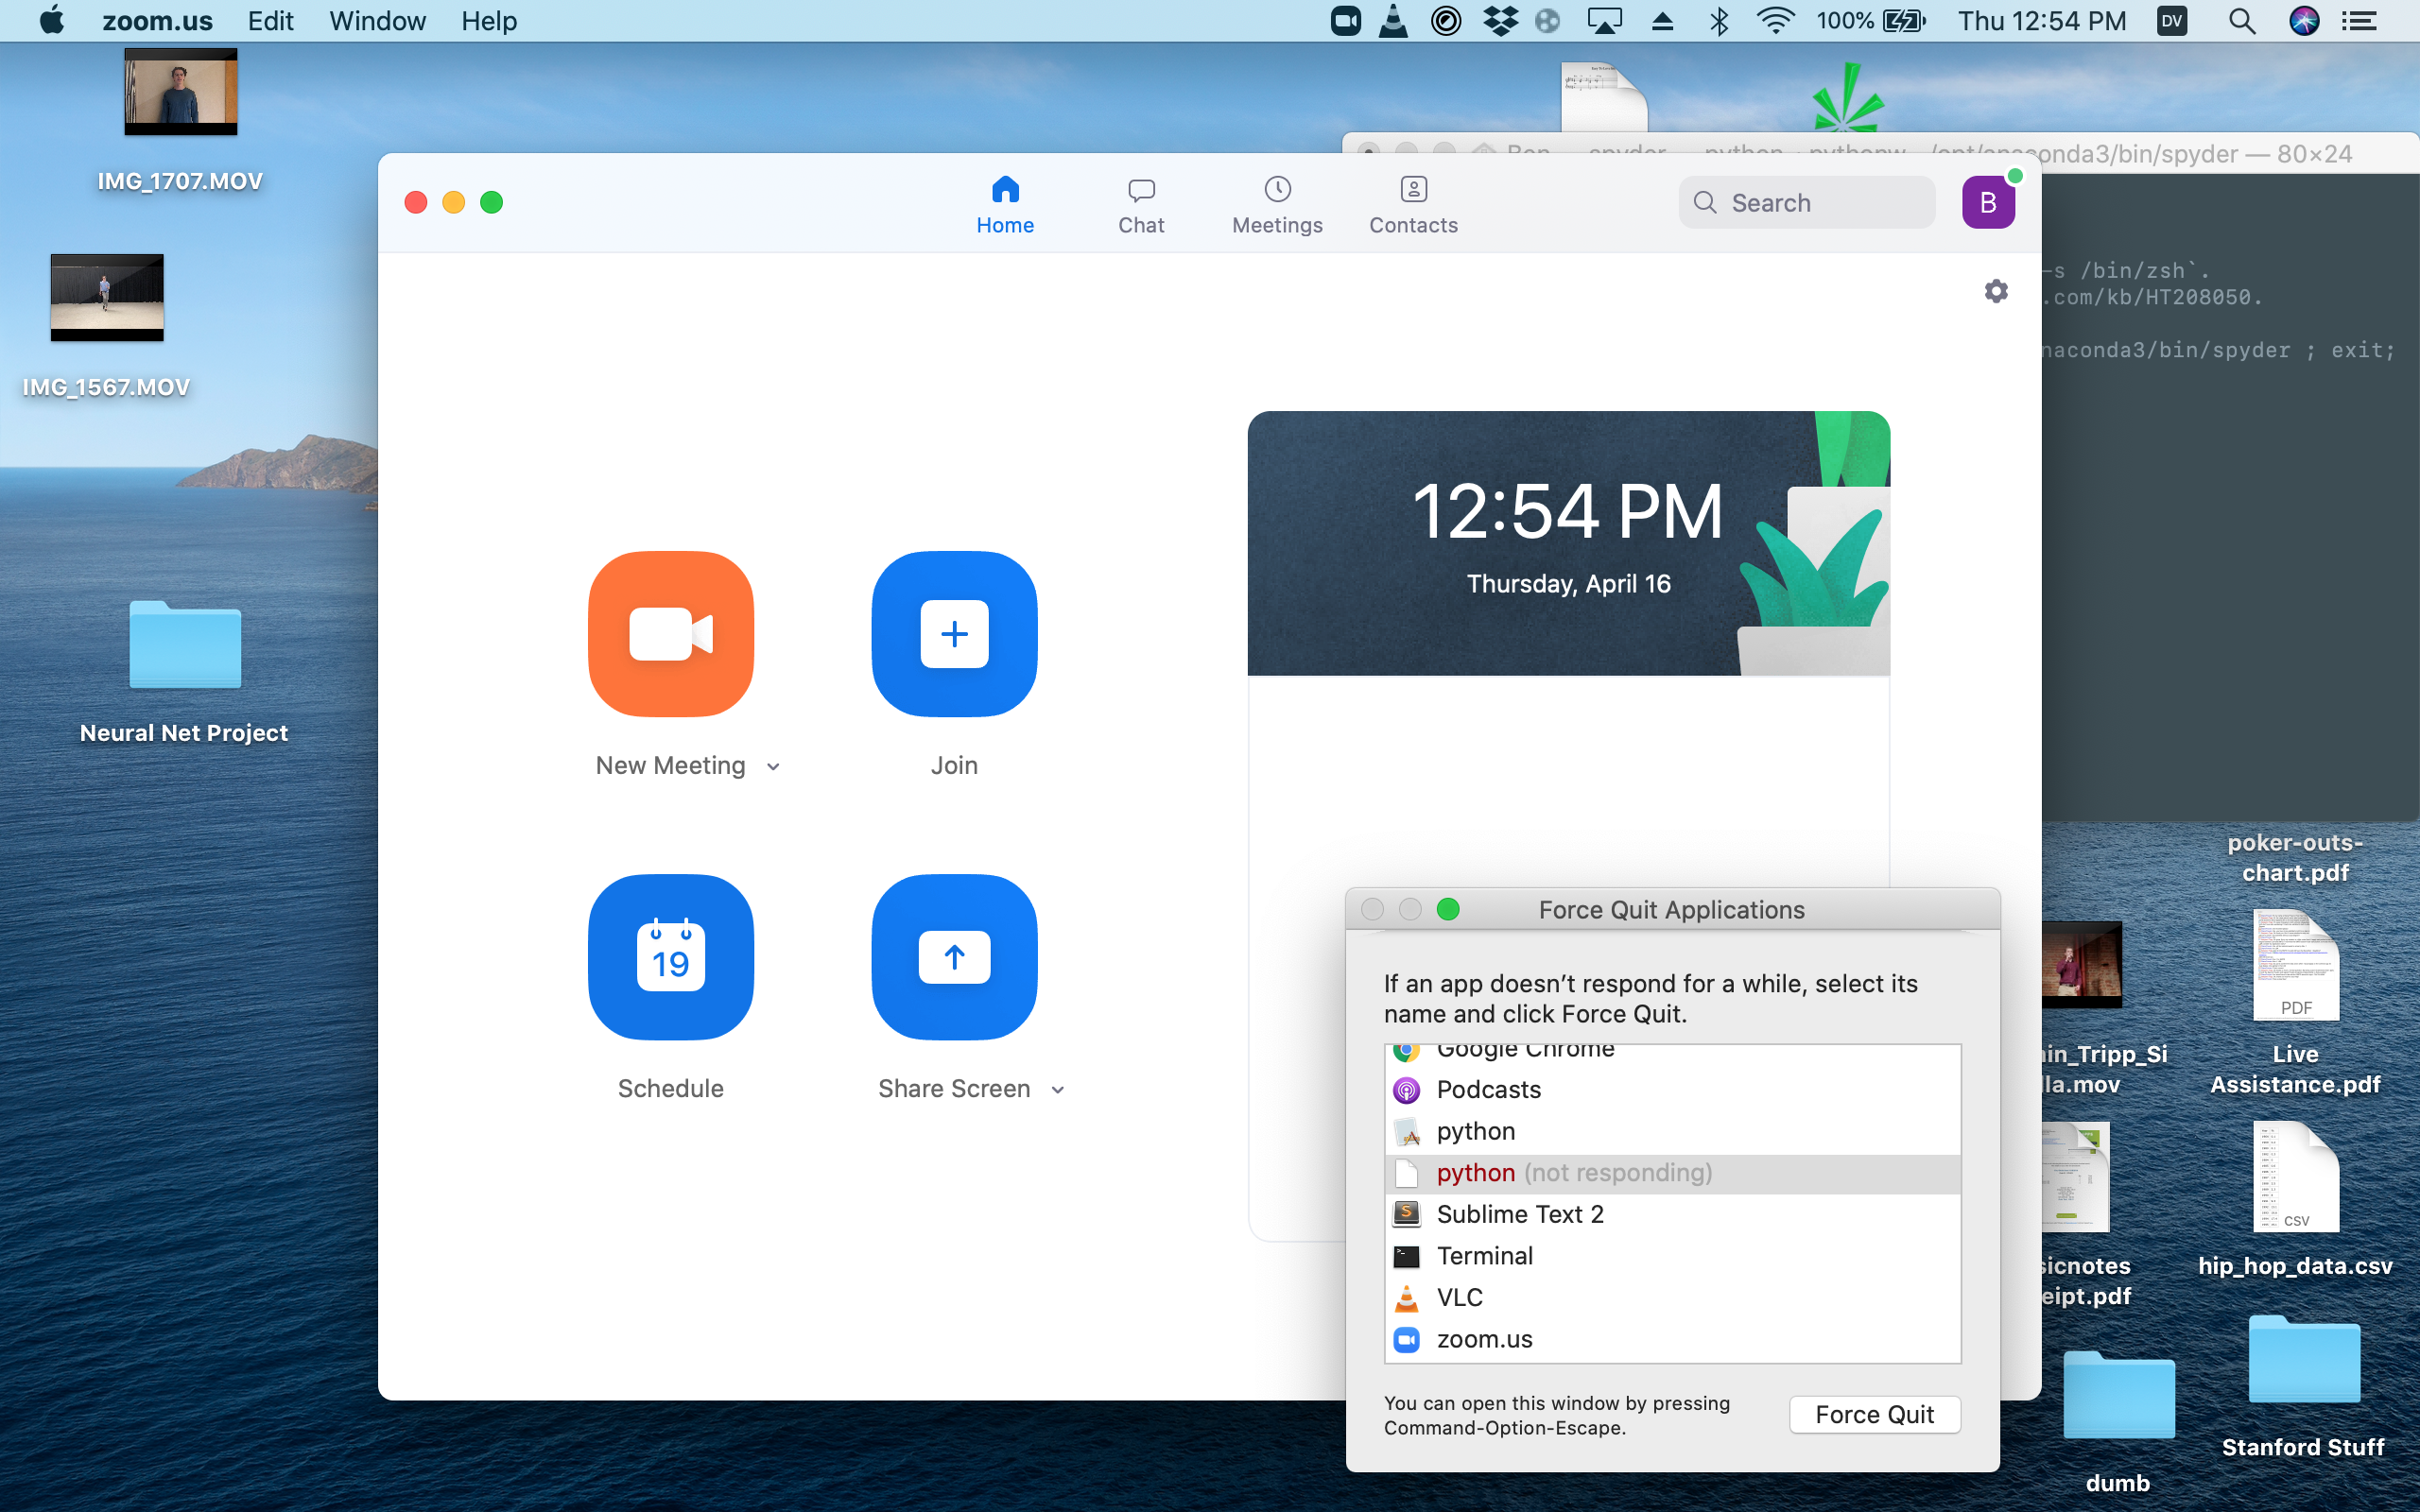 zoom.us Edit Window Help 100% Thu 12:54 PM DV
IMG_1707.MOV
IMG_1567.MOV
Neural Net Project
Home
Chat
Meetings
Contacts
Search
B
/opt/anaconda3/bin/spyder — 80×24
-s /bin/zsh`.
.com/kb/HT208050.
naconda3/bin/spyder ; exit;
12:54 PM
Thursday, April 16
New Meeting
Join
19
Schedule
Share Screen
Force Quit Applications
If an app doesn’t respond for a while, select its
name and click Force Quit.
Google Chrome
Podcasts
python
python (not responding)
Sublime Text 2
Terminal
VLC
zoom.us
You can open this window by pressing
Command-Option-Escape.
Force Quit
poker-outs-
chart.pdf
PDF
in_Tripp_Si
lla.mov
Live
Assistance.pdf
CSV
sicnotes
eipt.pdf
hip_hop_data.csv
Stanford Stuff
dumb